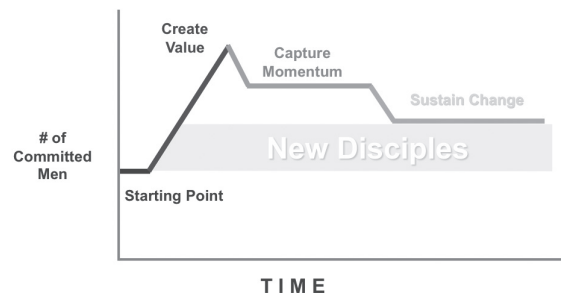 Create
Value
Capture
Momentum
Sustain Change
# of
Committed
Men
New Disciples
Starting Point
TIME